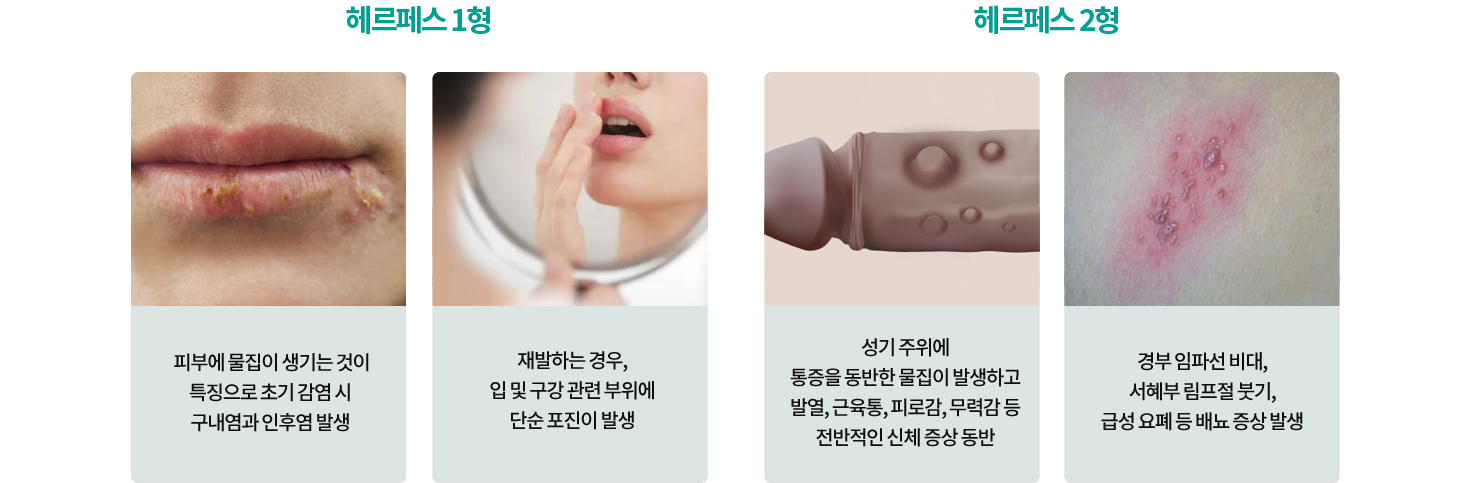 헤르페스 1형
헤르페스 2형
피부에 물집이 생기는 것이
특징으로 초기 감염 시
구내염과 인후염 발생
재발하는 경우,
입 및 구강 관련 부위에
단순 포진이 발생
성기 주위에
통증을 동반한 물집이 발생하고
발열, 근육통, 피로감, 무력감 등
전반적인 신체 증상 동반
경부 임파선 비대,
서혜부 림프절 붓기,
급성 요폐 등 배뇨 증상 발생